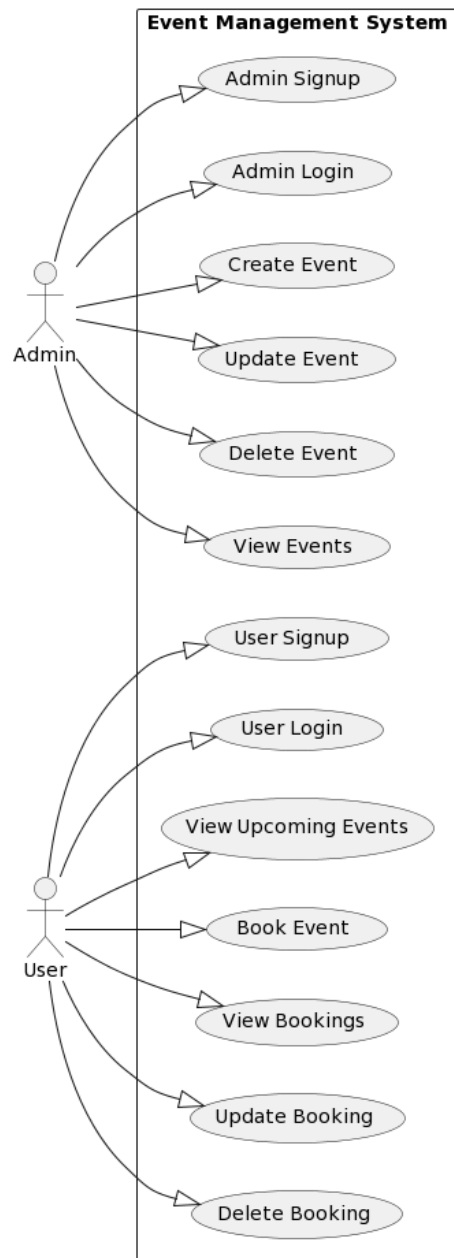 Event Management System
Admin Signup
Admin Login
Create Event
Update Event
Admin
Delete Event
View Events
User Signup
User Login
View Upcoming Events
Book Event
User
View Bookings
Update Booking
Delete Booking